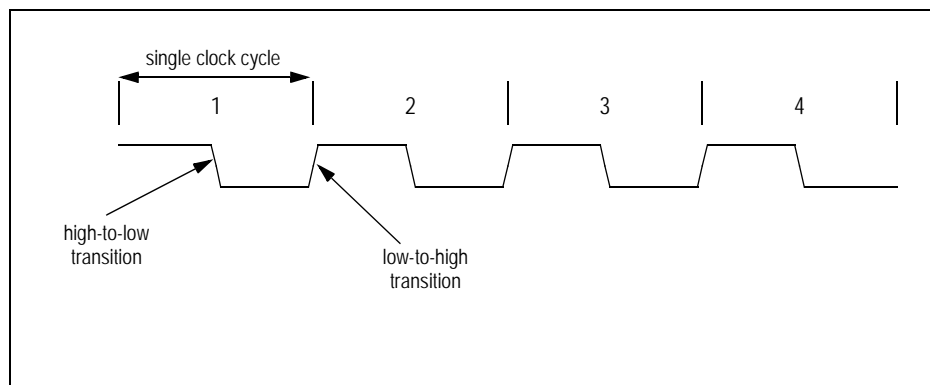 single clock cycle
1 2 3 4
high-to-low
transition
low-to-high
transition